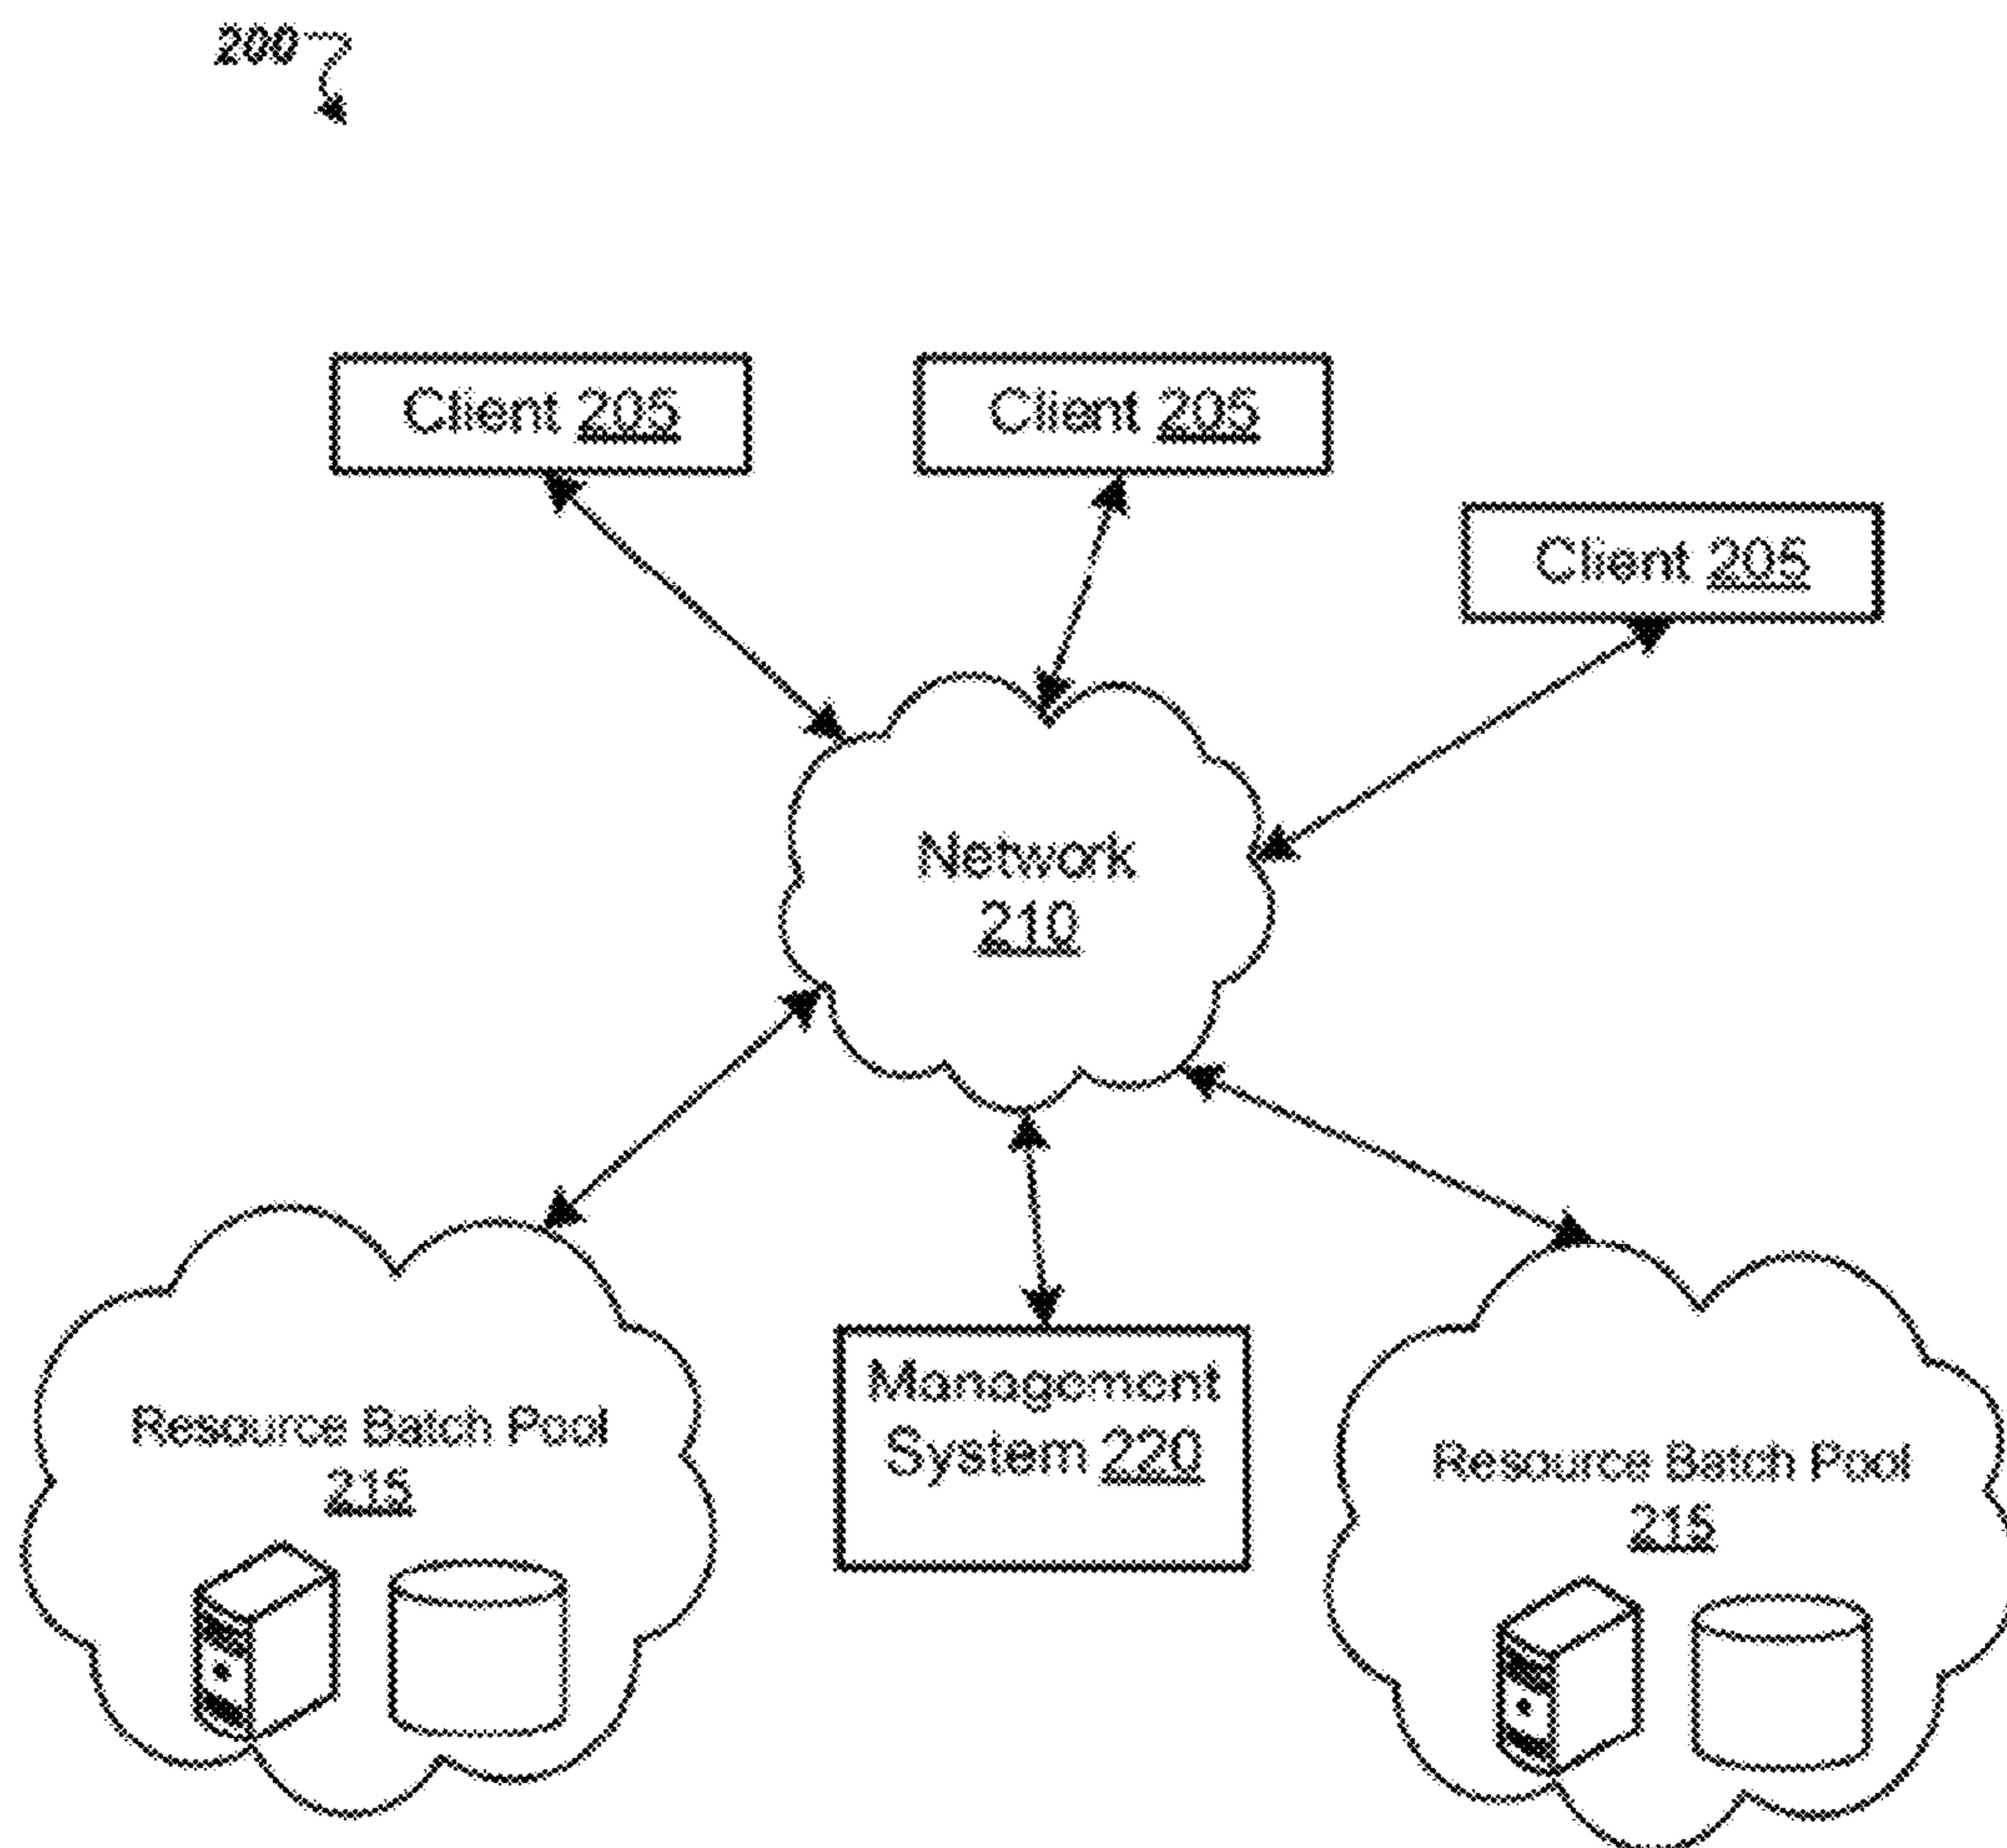 200
Client 205
Client 205
Client 205
Network
210
Resource Batch Pool
215
Management
System 220
Resource Batch Pool
215